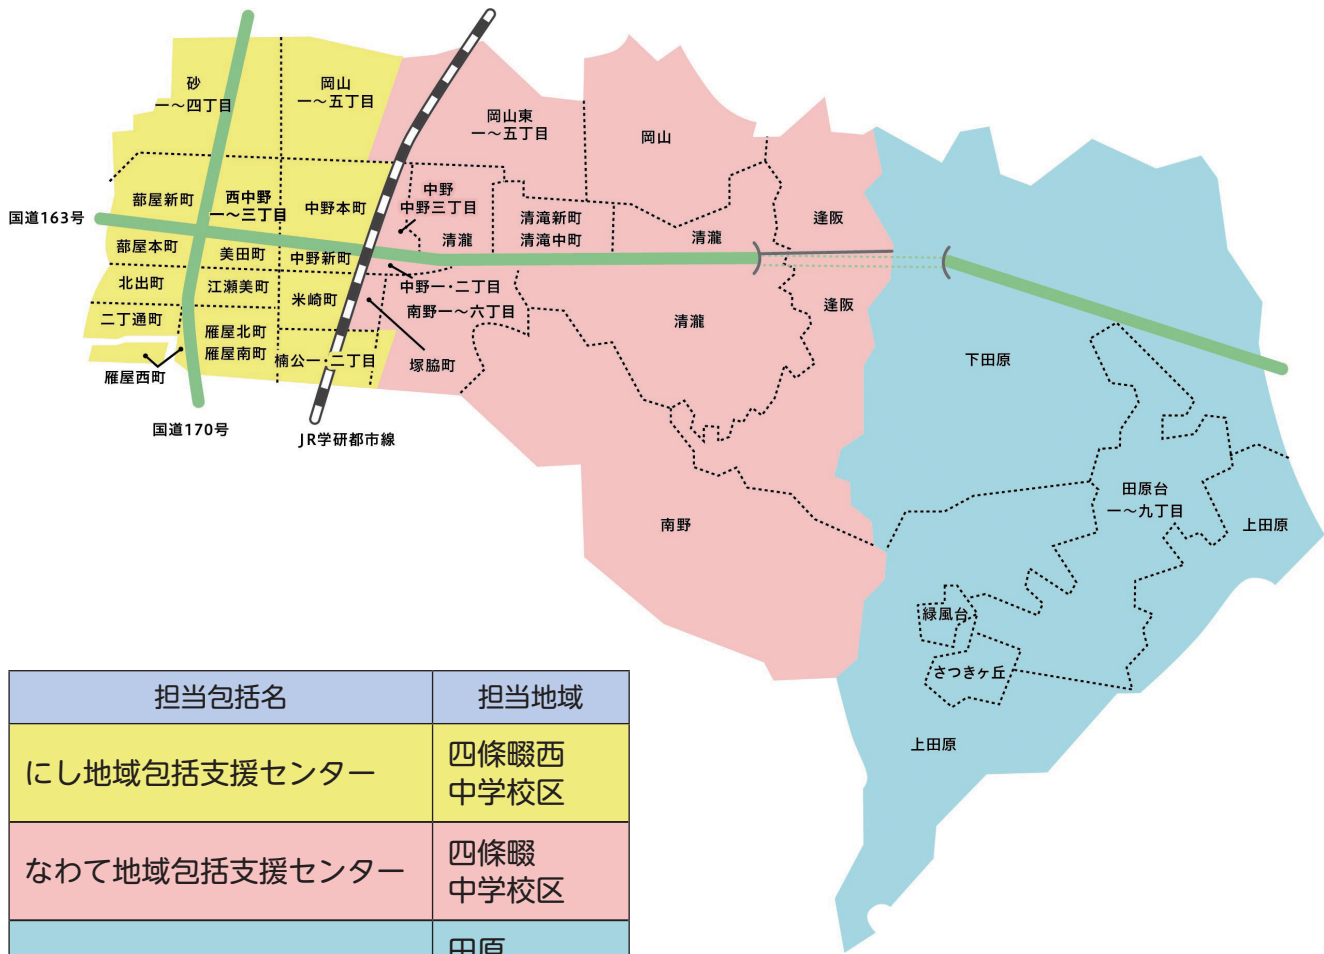 砂
一～四丁目
岡山
一～五丁目
岡山東
一～五丁目
岡山
蔀屋新町
西中野
一～三丁目
中野本町
中野
中野三丁目
清滝新町
清滝中町
清瀧
清瀧
逢阪
国道163号
蔀屋本町
美田町
中野新町
北出町
江瀬美町
米崎町
中野一・二丁目
南野一～六丁目
清瀧
逢阪
二丁通町
雁屋北町
雁屋南町
楠公一・二丁目
塚脇町
雁屋西町
国道170号
JR学研都市線
下田原
田原台
一～九丁目
上田原
南野
緑風台
さつきヶ丘
上田原
担当包括名
担当地域
にし地域包括支援センター
四條畷西
中学校区
なわて地域包括支援センター
四條畷
中学校区
田原